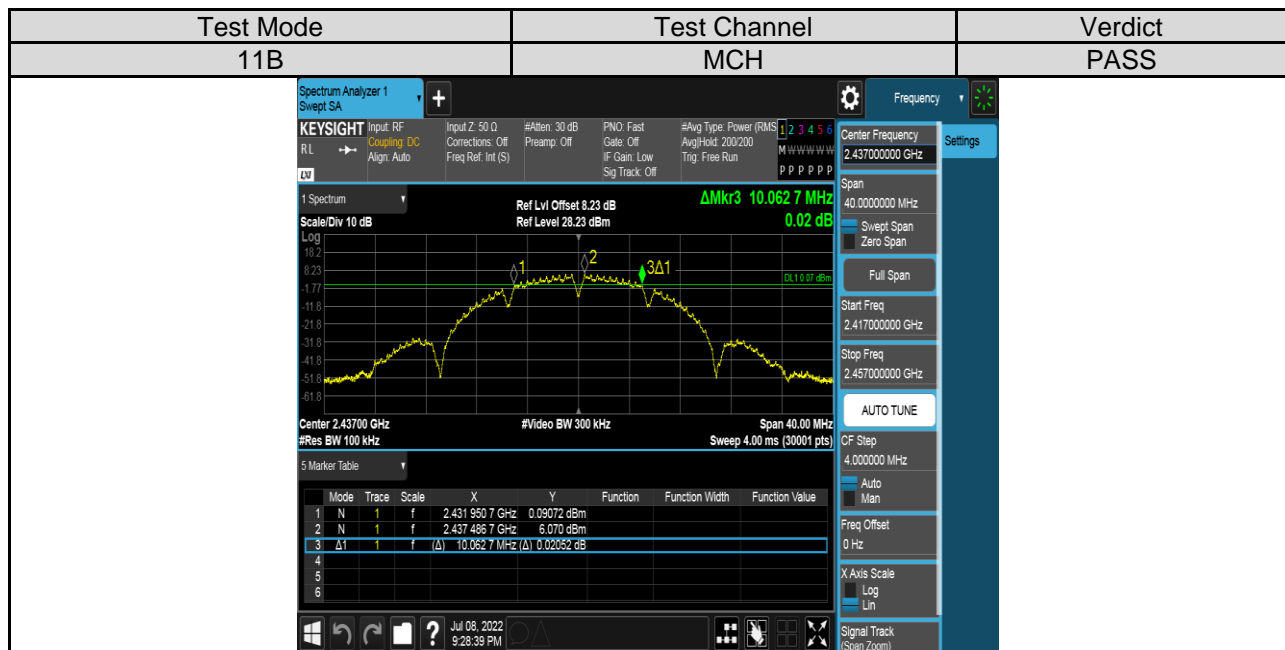 Test Mode Test Channel Verdict
11B MCH PASS
Spectrum Analyzer 1
Swept SA
+
Frequency
KEYSIGHT
RL
LXI
Input: RF
Coupling: DC
Align: Auto
Input Z: 50 Ω
Corrections: Off
Freq Ref: Int (S)
#Atten: 30 dB
Preamp: Off
PNO: Fast
Gate: Off
IF Gain: Low
Sig Track: Off
#Avg Type: Power (RMS
Avg|Hold: 200/200
Trig: Free Run
1 2 3 4 5 6
M W W W W W
P P P P P P
1 Spectrum
Scale/Div 10 dB
Ref Lvl Offset 8.23 dB
Ref Level 28.23 dBm
ΔMkr3 10.062 7 MHz
0.02 dB
Log
18.2
8.23
-1.77
-11.8
-21.8
-31.8
-41.8
-51.8
-61.8
1
2
3Δ1
DL1 0.07 dBm
Center 2.43700 GHz
#Res BW 100 kHz
#Video BW 300 kHz
Span 40.00 MHz
Sweep 4.00 ms (30001 pts)
5 Marker Table
Mode Trace Scale X Y Function Function Width Function Value
1 N 1 f 2.431 950 7 GHz 0.09072 dBm
2 N 1 f 2.437 486 7 GHz 6.070 dBm
3 Δ1 1 f (Δ) 10.062 7 MHz (Δ) 0.02052 dB
4
5
6
?
Jul 08, 2022
9:28:39 PM
Center Frequency
2.437000000 GHz
Span
40.0000000 MHz
Swept Span
Zero Span
Full Span
Start Freq
2.417000000 GHz
Stop Freq
2.457000000 GHz
AUTO TUNE
CF Step
4.000000 MHz
Auto
Man
Freq Offset
0 Hz
X Axis Scale
Log
Lin
Signal Track
(Span Zoom)
Settings